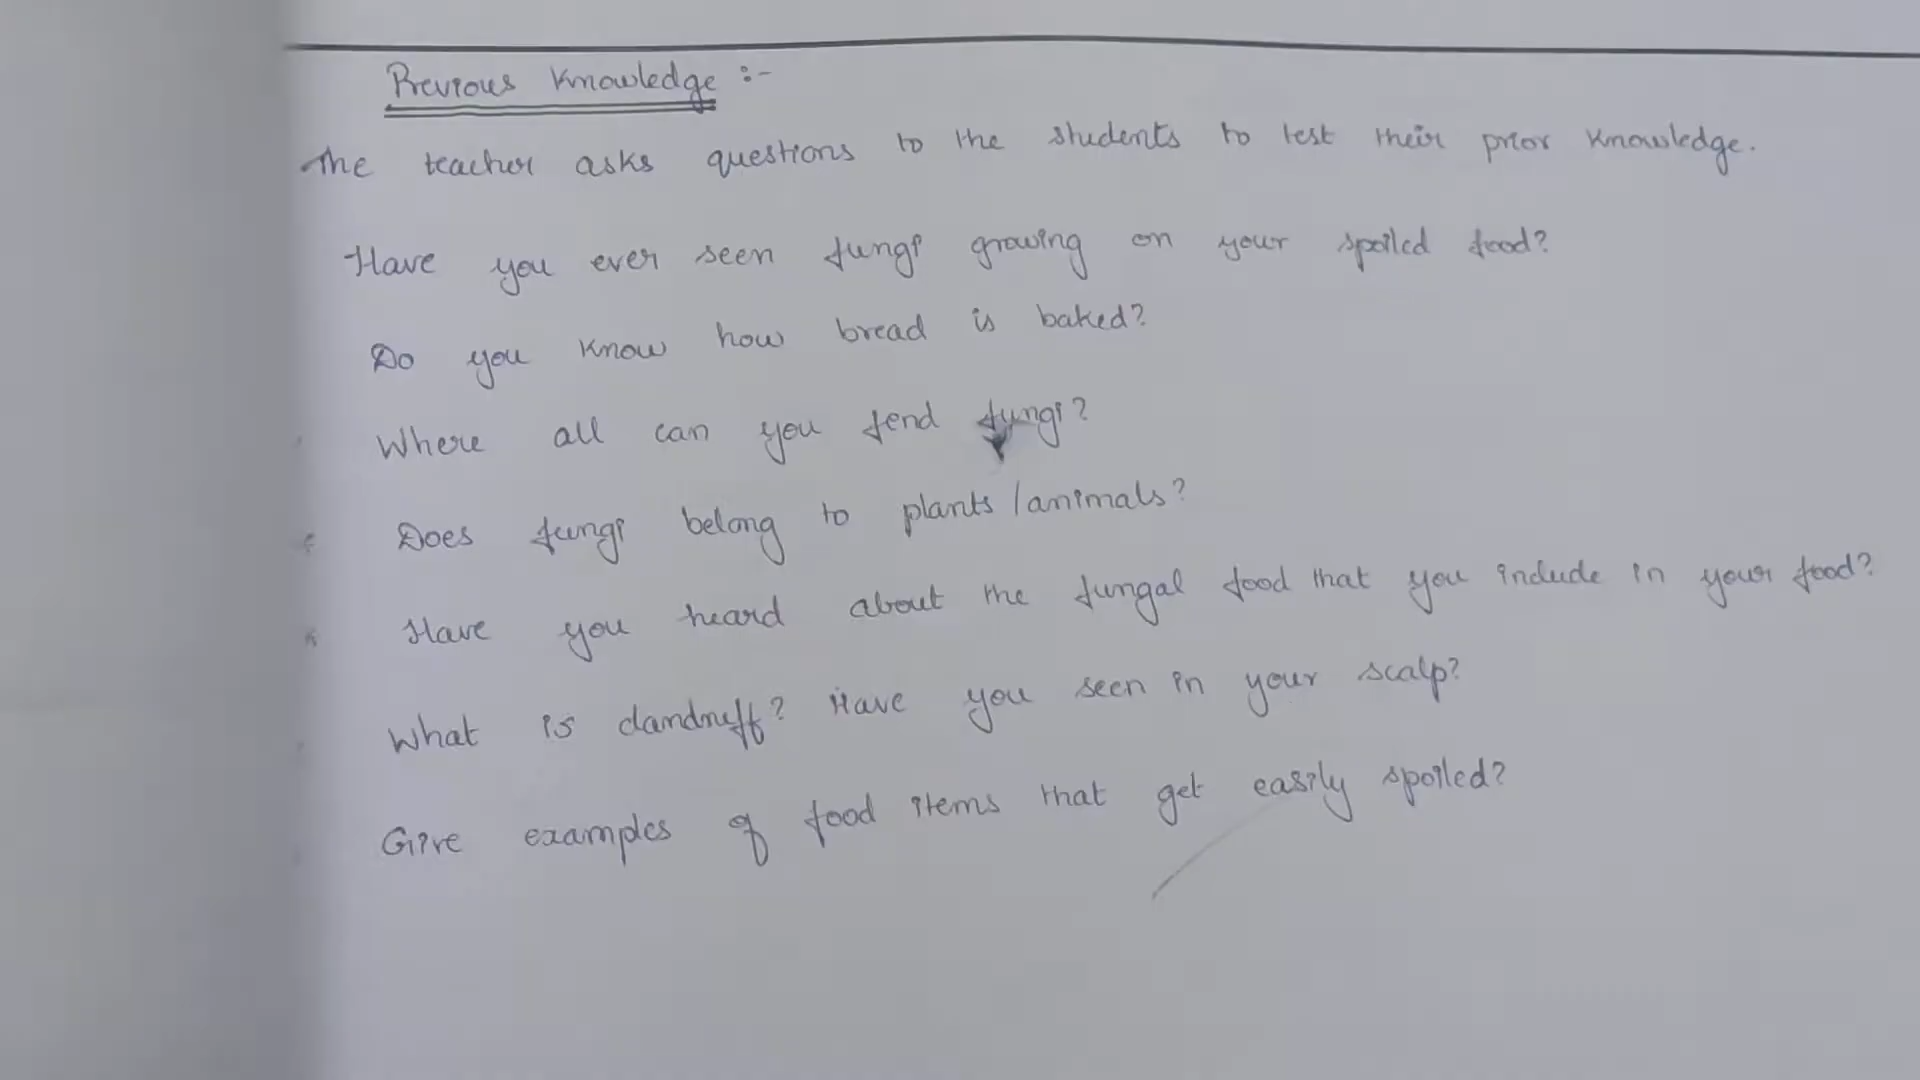 Previous Knowledge :-
The teacher asks questions to the students to test their prior knowledge.
Have you ever seen fungi growing on your spoiled food?
Do you know how bread is baked?
Where all can you fend fungi?
Does fungi belong to plants / animals?
Have you heard about the fungal food that you include in your food?
What is dandruff? Have you seen in your scalp?
Give examples of food items that get easily spoiled?